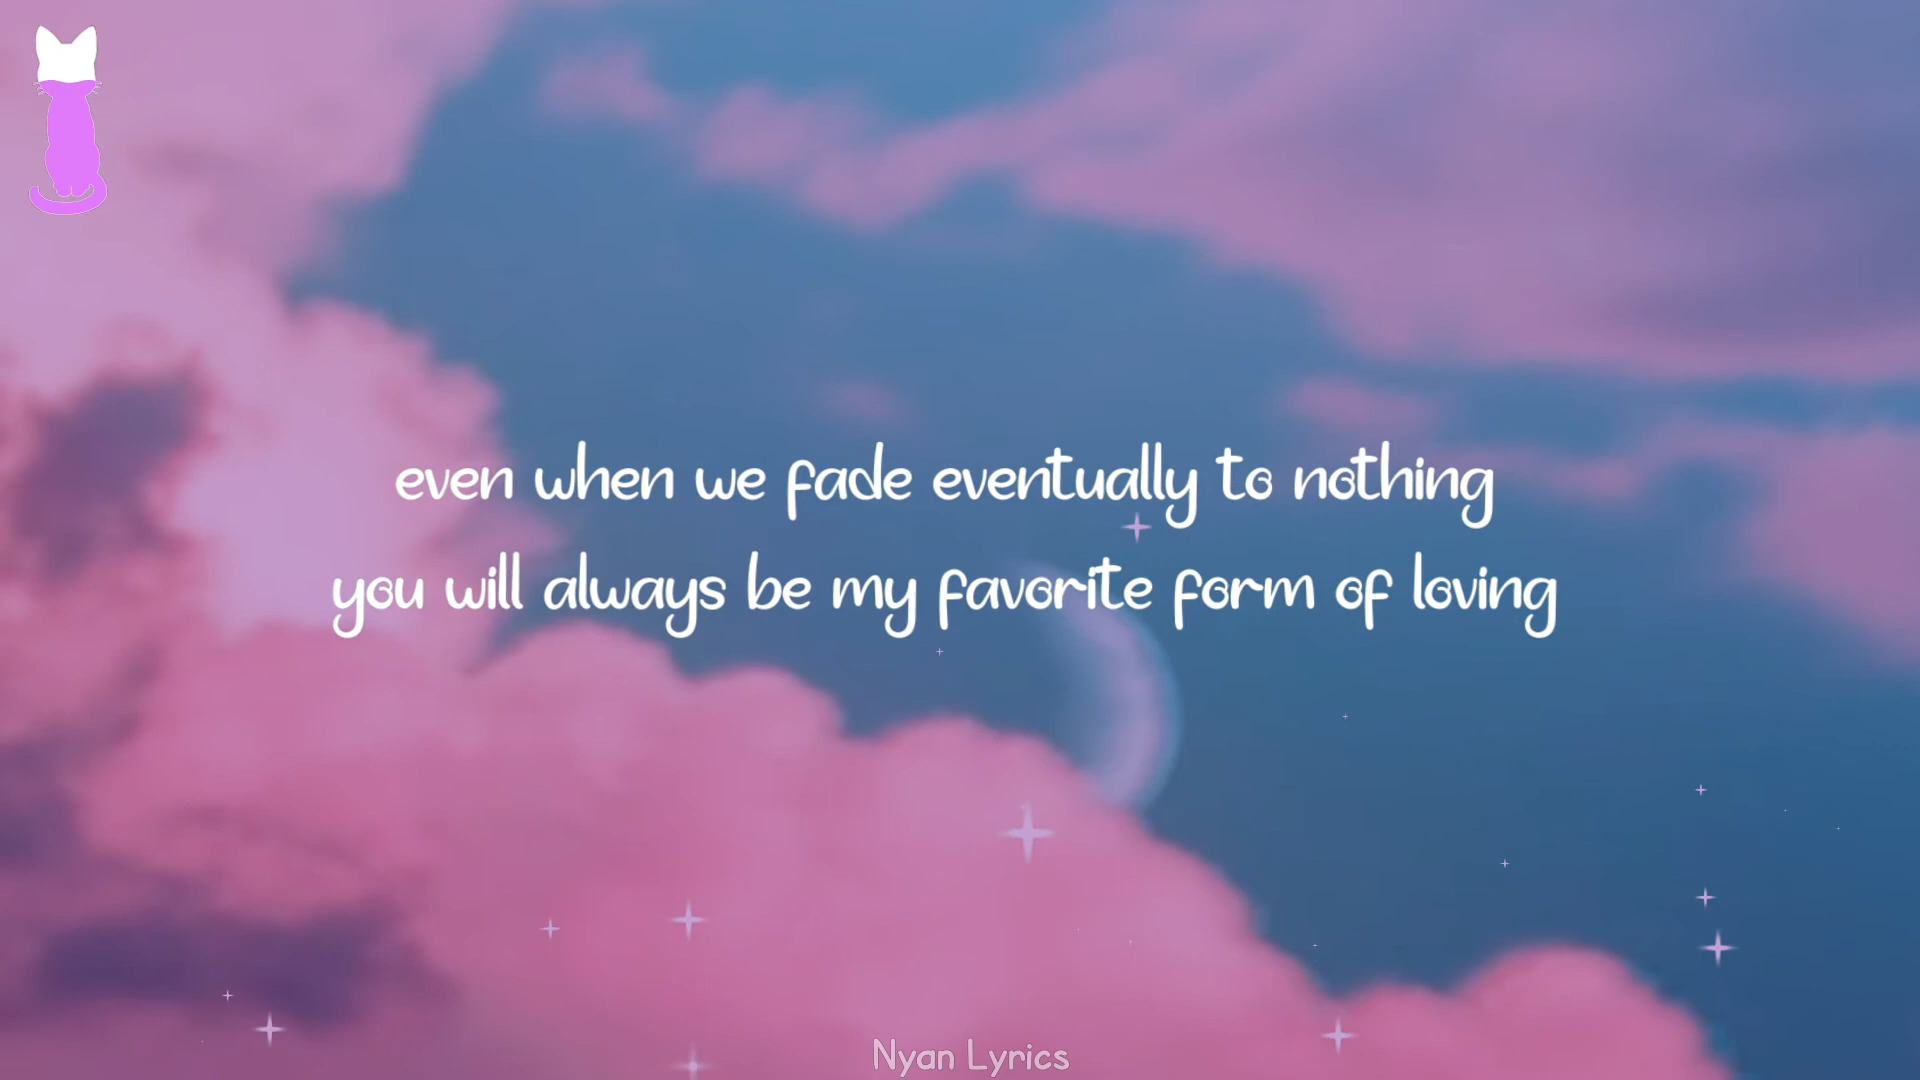 even when we fade eventually to nothing
you will always be my favorite form of loving
Nyan Lyrics